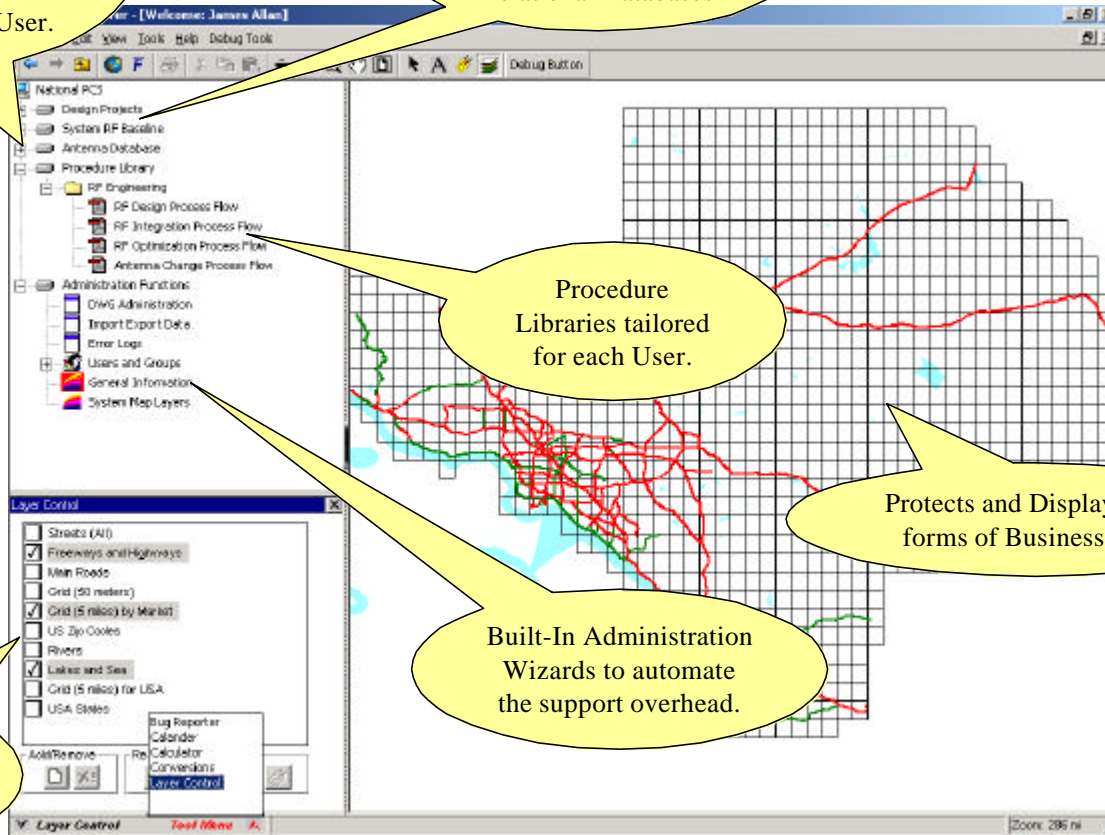 User.
- [Welcome: James Allan]
View Tools Help Debug Tools
F A Debug Button
National PCS
Design Projects
System RF Baseline
Antenna Database
Procedure Library
RF Engineering
RF Design Process Flow
RF Integration Process Flow
RF Optimization Process Flow
Antenna Change Process Flow
Administration Functions
DWG Administration
Import Export Data
Error Logs
Users and Groups
General Information
System Map Layers
Procedure
Libraries tailored
for each User.
Protects and Display
forms of Business
Built-In Administration
Wizards to automate
the support overhead.
Layer Control
Streets (All)
Freeways and Highways
Main Roads
Grid (50 meters)
Grid (5 miles) by Market
US Zip Codes
Rivers
Lakes and Sea
Grid (5 miles) for USA
USA States
Bug Reporter
Calander
Calculator
Conversions
Layer Control
Add/Remove
Re
Layer Control Tool Menu
Zoom: 286 mi